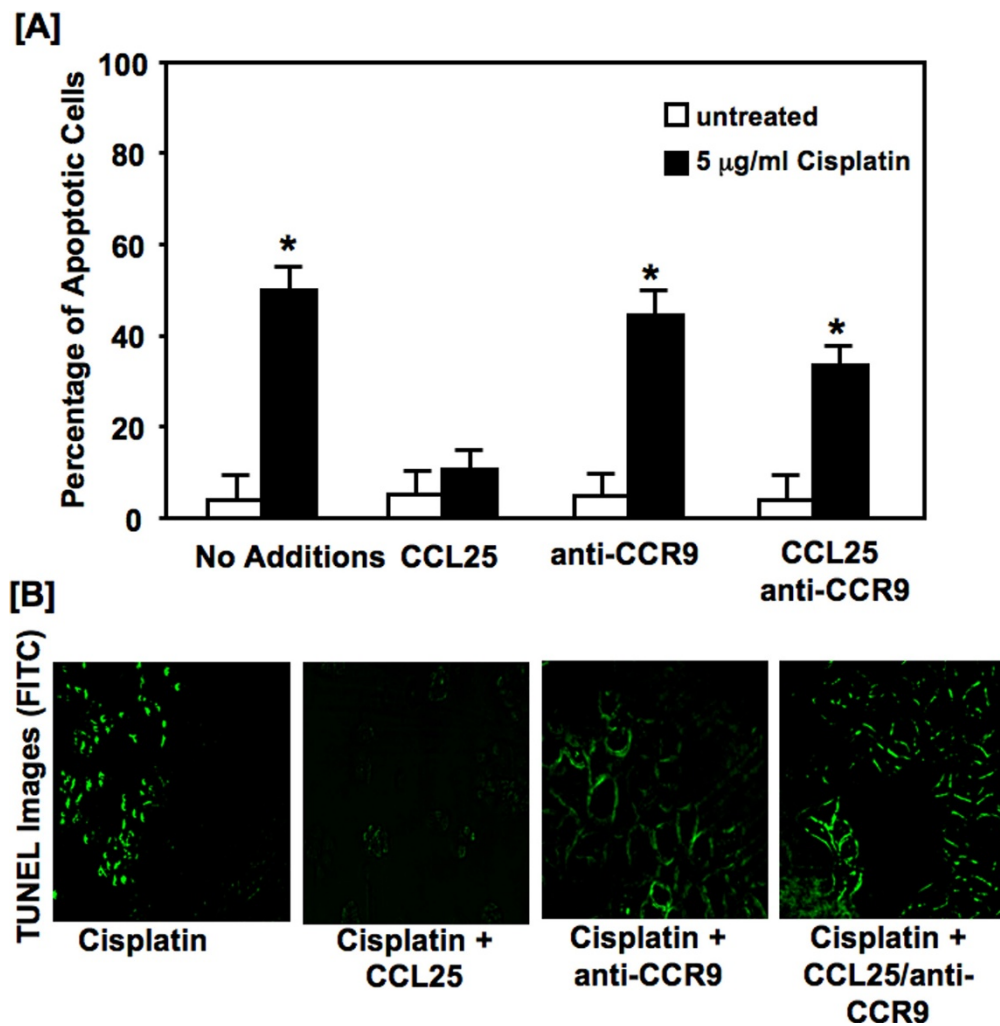 [A]
Percentage of Apoptotic Cells
100
80
60
40
20
0
untreated
5 μg/ml Cisplatin
*
*
*
No Additions
CCL25
anti-CCR9
CCL25
anti-CCR9
[B]
TUNEL Images (FITC)
Cisplatin
Cisplatin +
CCL25
Cisplatin +
anti-CCR9
Cisplatin +
CCL25/anti-
CCR9